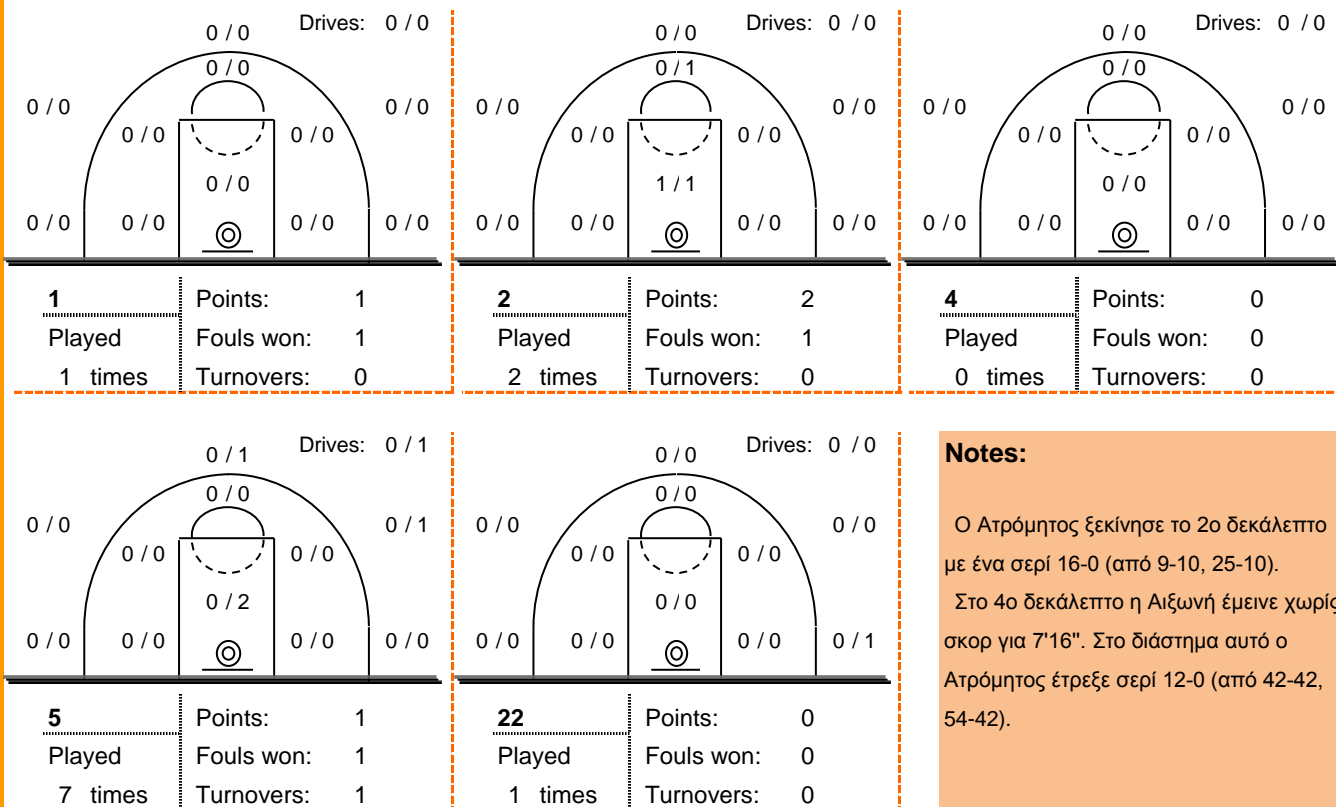 0 / 0 Drives: 0 / 0
0 / 0
0 / 0 0 / 0
0 / 0 0 / 0
0 / 0
0 / 0 0 / 0 0 / 0 0 / 0
1 Points: 1
Played Fouls won: 1
1 times Turnovers: 0
0 / 0 Drives: 0 / 0
0 / 1
0 / 0 0 / 0
0 / 0 0 / 0
1 / 1
0 / 0 0 / 0 0 / 0 0 / 0
2 Points: 2
Played Fouls won: 1
2 times Turnovers: 0
0 / 0 Drives: 0 / 0
0 / 0
0 / 0 0 / 0
0 / 0 0 / 0
0 / 0
0 / 0 0 / 0 0 / 0 0 / 0
4 Points: 0
Played Fouls won: 0
0 times Turnovers: 0
0 / 1 Drives: 0 / 1
0 / 0
0 / 0 0 / 1
0 / 0 0 / 0
0 / 2
0 / 0 0 / 0 0 / 0 0 / 0
5 Points: 1
Played Fouls won: 1
7 times Turnovers: 1
0 / 0 Drives: 0 / 0
0 / 0
0 / 0 0 / 0
0 / 0 0 / 0
0 / 0
0 / 0 0 / 0 0 / 0 0 / 1
22 Points: 0
Played Fouls won: 0
1 times Turnovers: 0
Notes:
Ο Ατρόμητος ξεκίνησε το 2ο δεκάλεπτο
με ένα σερί 16-0 (από 9-10, 25-10).
Στο 4ο δεκάλεπτο η Αιξωνή έμεινε χωρίς
σκορ για 7'16". Στο διάστημα αυτό ο
Ατρόμητος έτρεξε σερί 12-0 (από 42-42,
54-42).